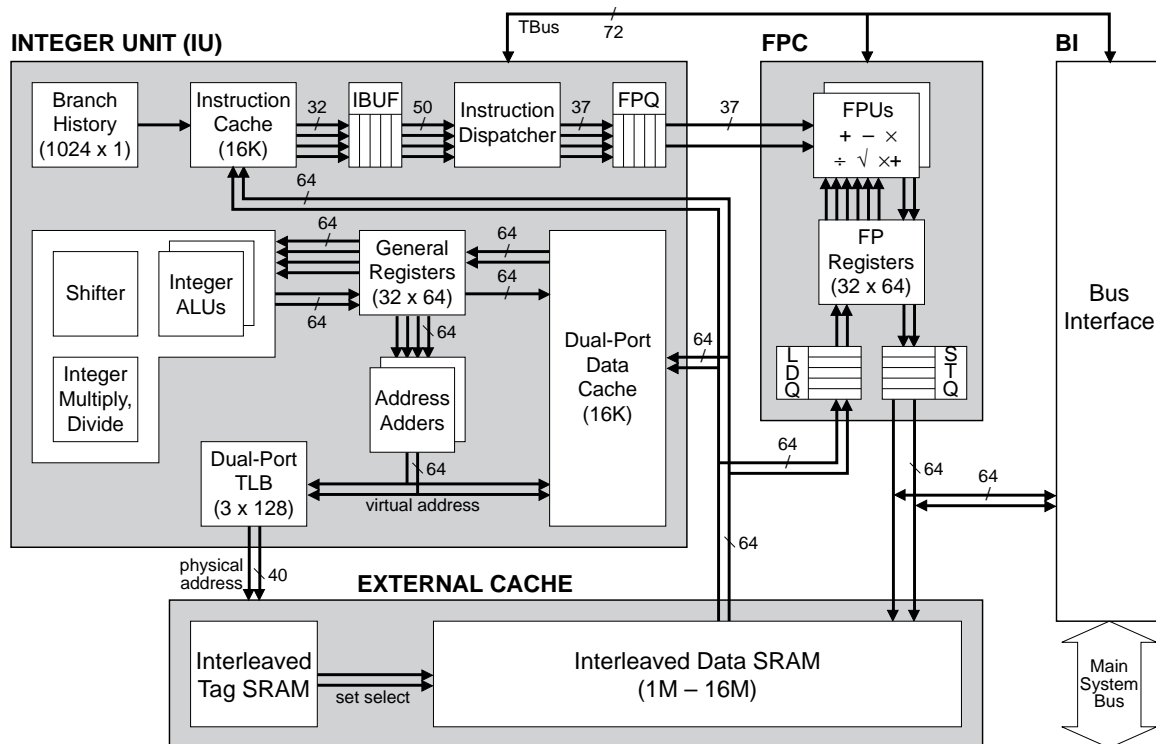 TBus
72
INTEGER UNIT (IU)
FPC
BI
Branch
History
(1024 x 1)
Instruction
Cache
(16K)
32
IBUF
50
Instruction
Dispatcher
37
FPQ
37
FPUs
+ − ×
÷ √ ×+
64
64
Shifter
Integer
ALUs
64
General
Registers
(32 x 64)
64
64
64
Integer
Multiply,
Divide
Address
Adders
64
Dual-Port
Data
Cache
(16K)
64
FP
Registers
(32 x 64)
LDQ
STQ
Bus
Interface
Dual-Port
TLB
(3 x 128)
virtual address
64
64
64
physical
address
40
64
EXTERNAL CACHE
Interleaved
Tag SRAM
set select
Interleaved Data SRAM
(1M – 16M)
Main
System
Bus